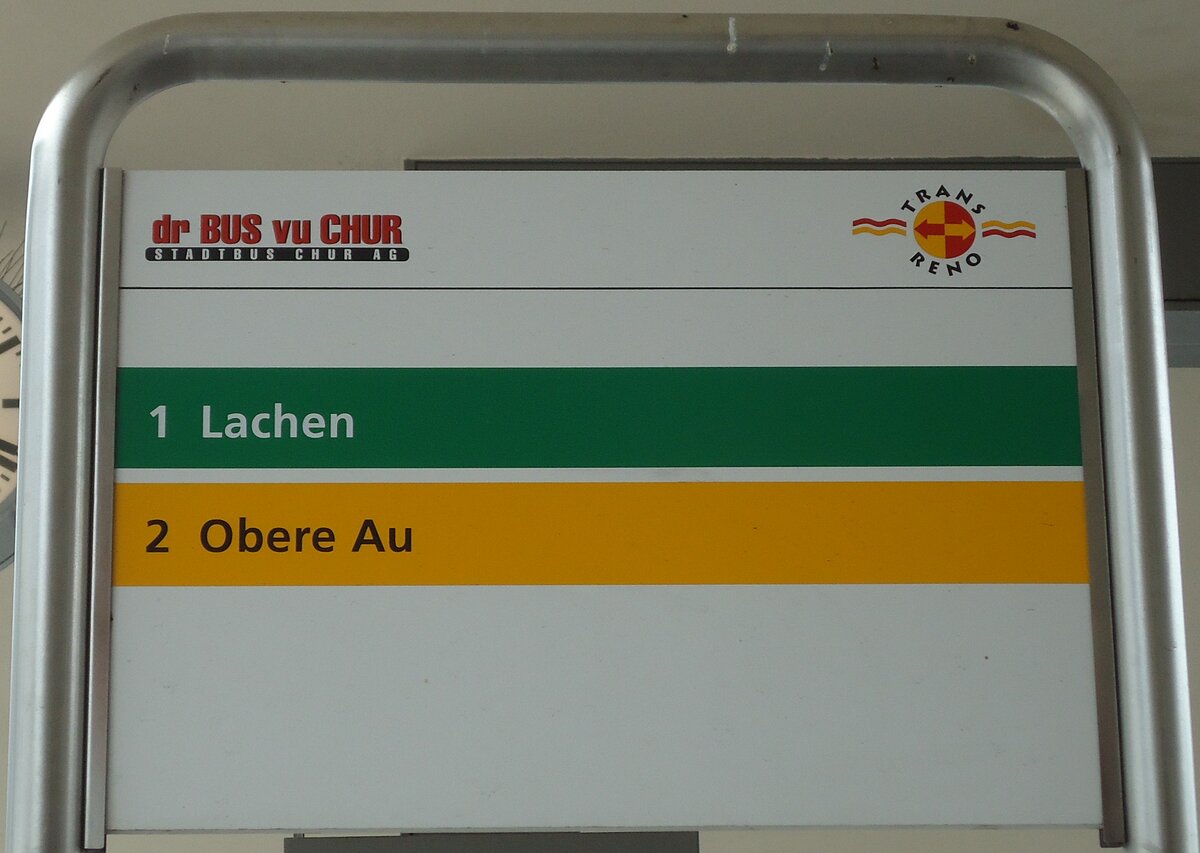 dr BUS vu CHUR
STADTBUS CHUR AG
TRANS
RENO
1 Lachen
2 Obere Au